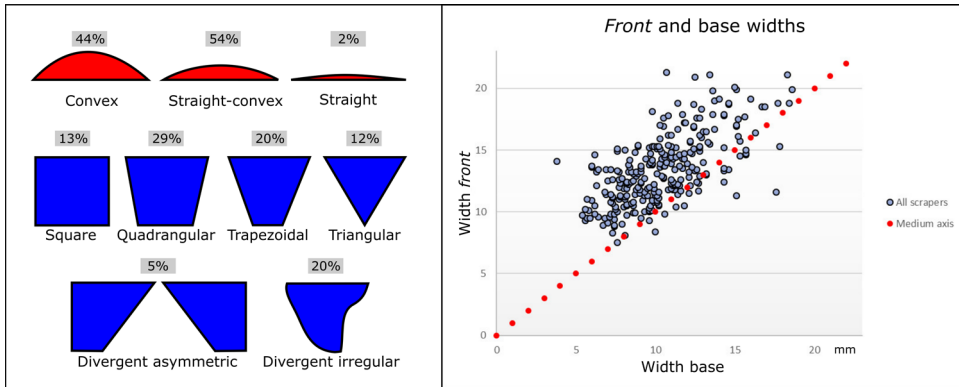 44%
54%
2%
Convex
Straight-convex
Straight
13%
29%
20%
12%
Square
Quadrangular
Trapezoidal
Triangular
5%
20%
Divergent asymmetric
Divergent irregular
Front and base widths
Width front
20
15
10
5
0
0
5
10
15
20
mm
Width base
All scrapers
Medium axis